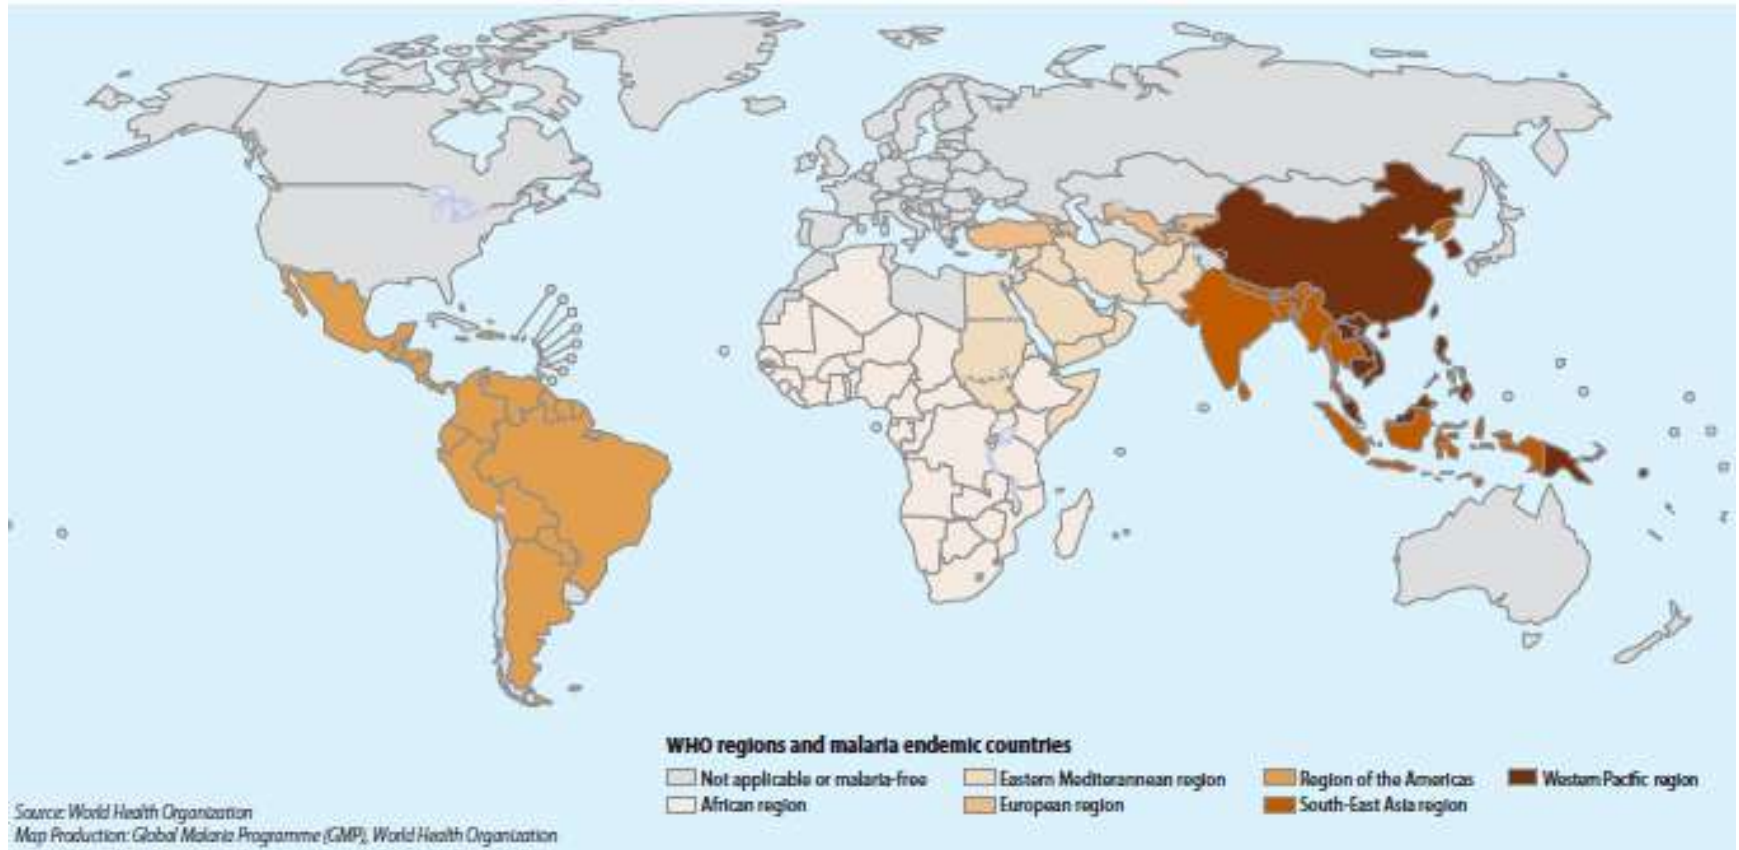 WHO regions and malaria endemic countries
Not applicable or malaria-free
Eastern Mediterannean region
Region of the Americas
Western Pacific region
African region
European region
South-East Asia region
Source: World Health Organization
Map Production: Global Malaria Programme (GMP), World Health Organization